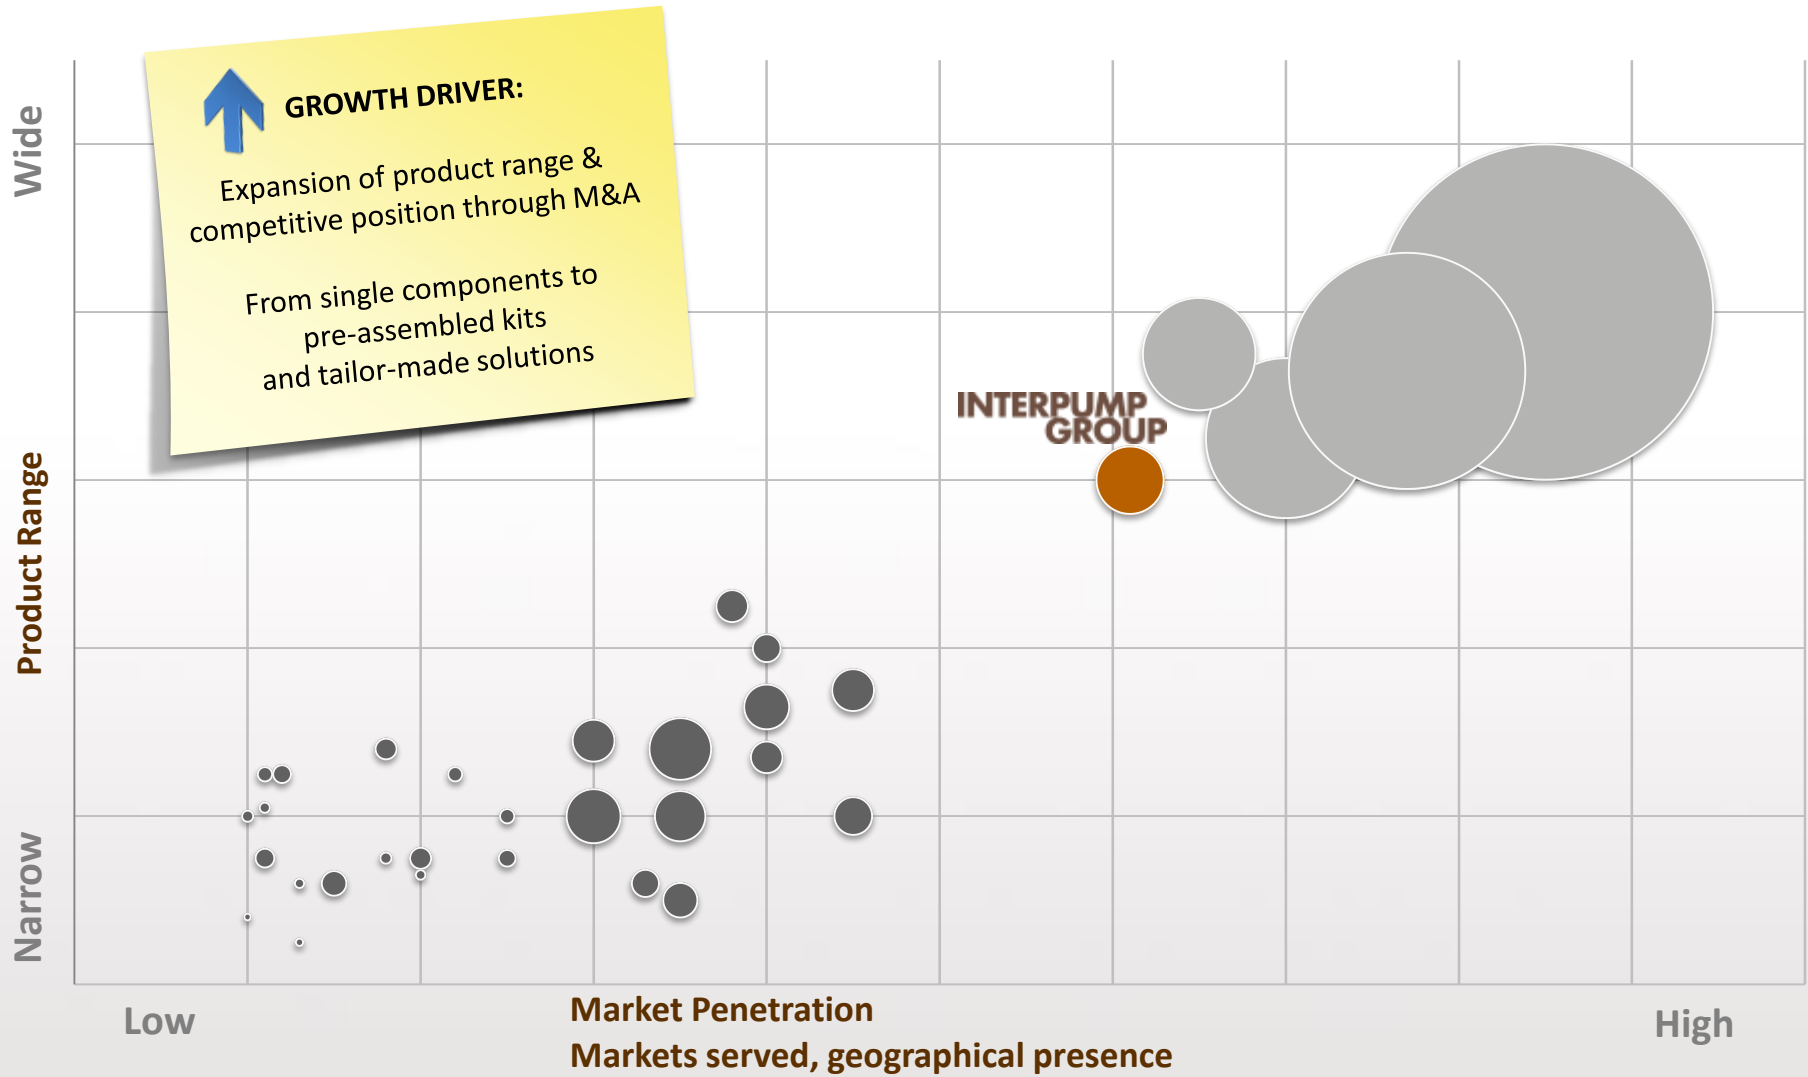 GROWTH DRIVER:
Expansion of product range &
competitive position through M&A
From single components to
pre-assembled kits
and tailor-made solutions
Wide
Product Range
Narrow
INTERPUMP
GROUP
Low
Market Penetration
Markets served, geographical presence
High